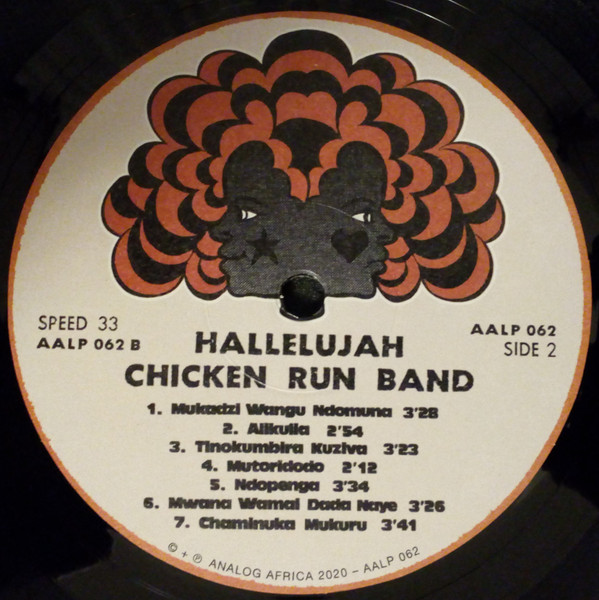 SPEED 33
AALP 062 B
AALP 062
SIDE 2
HALLELUJAH
CHICKEN RUN BAND
1. Mukadzi Wangu Ndomuna 3'28
2. Alikulila 2'54
3. Tinokumbira Kuziva 3'23
4. Mutoridodo 2'12
5. Ndopenga 3'34
6. Mwana Wamai Dada Naye 3'26
7. Chaminuka Mukuru 3'41
© + ℗ ANALOG AFRICA 2020 - AALP 062